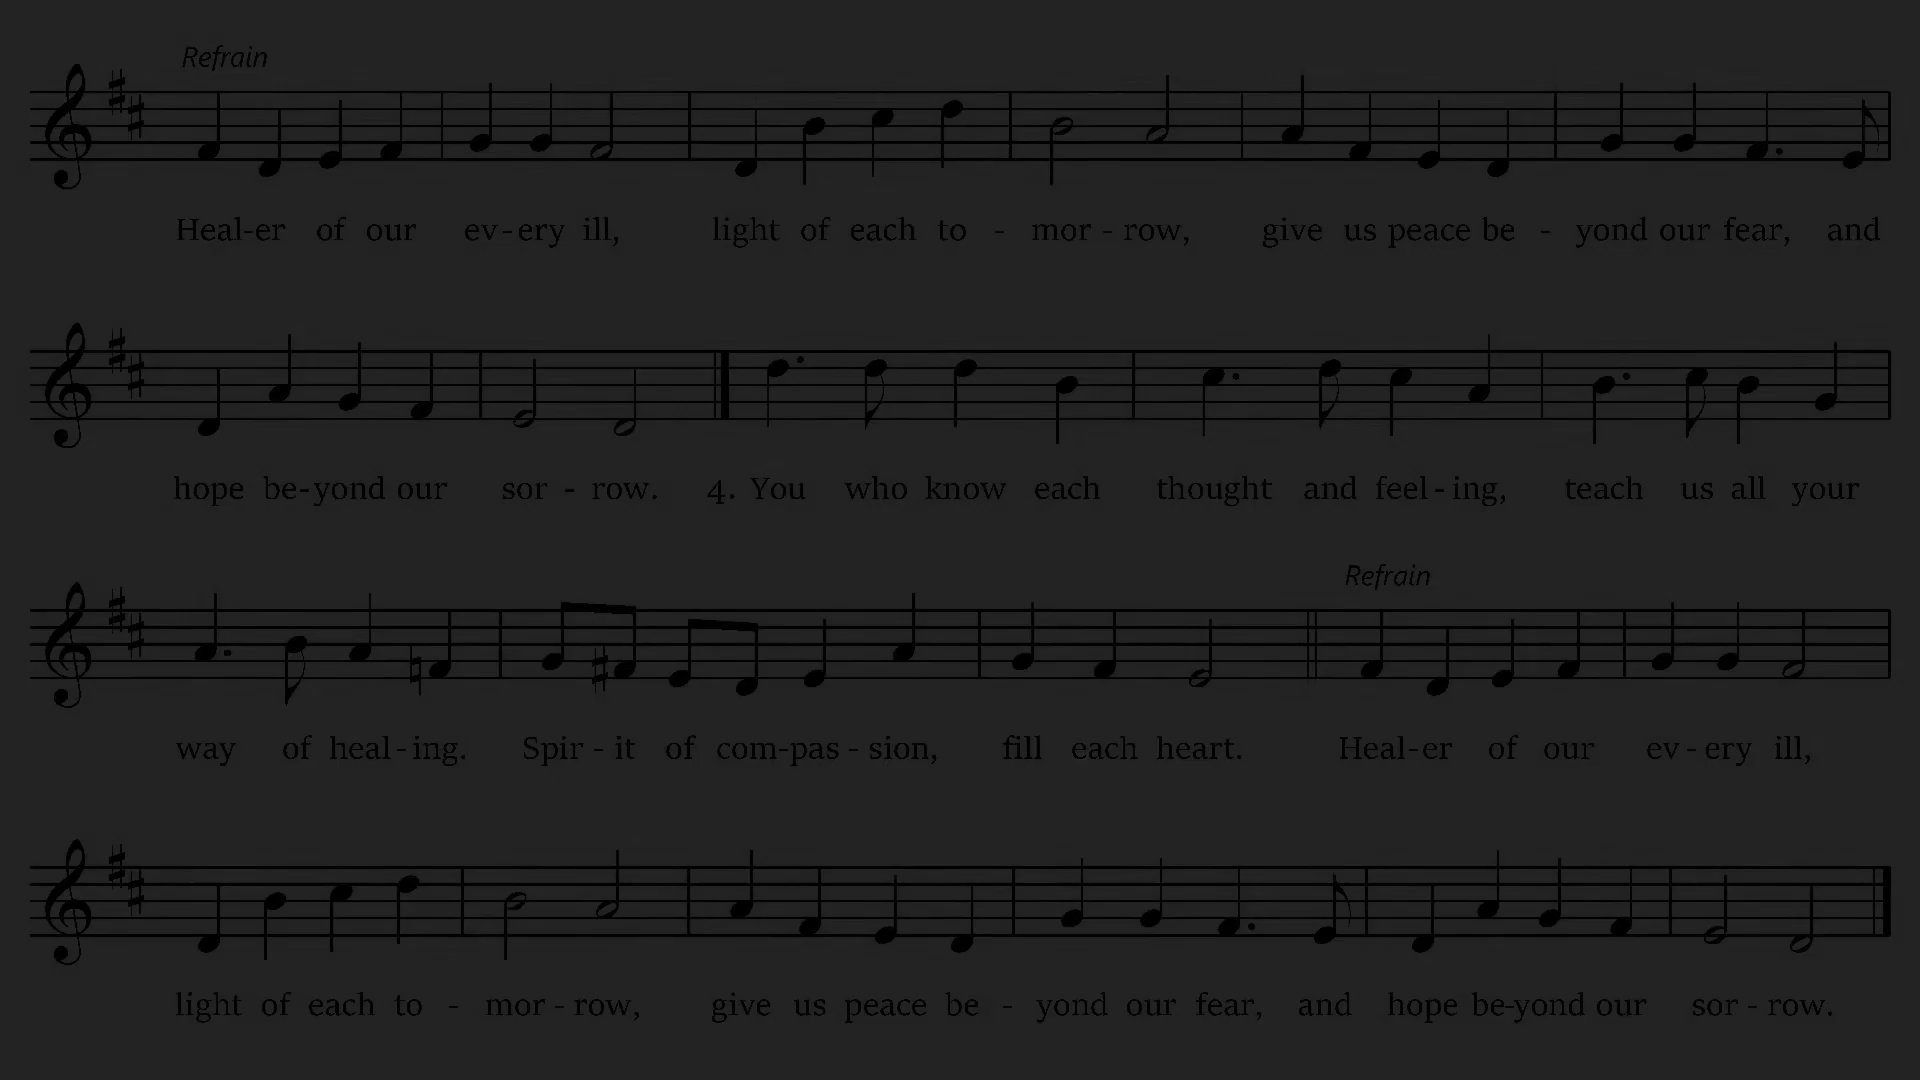 Refrain
Heal-er of our ev-ery ill, light of each to - mor - row, give us peace be - yond our fear, and
hope be-yond our sor - row. 4. You who know each thought and feel-ing, teach us all your
Refrain
way of heal-ing. Spir - it of com-pas - sion, fill each heart. Heal-er of our ev - ery ill,
light of each to - mor - row, give us peace be - yond our fear, and hope be-yond our sor - row.